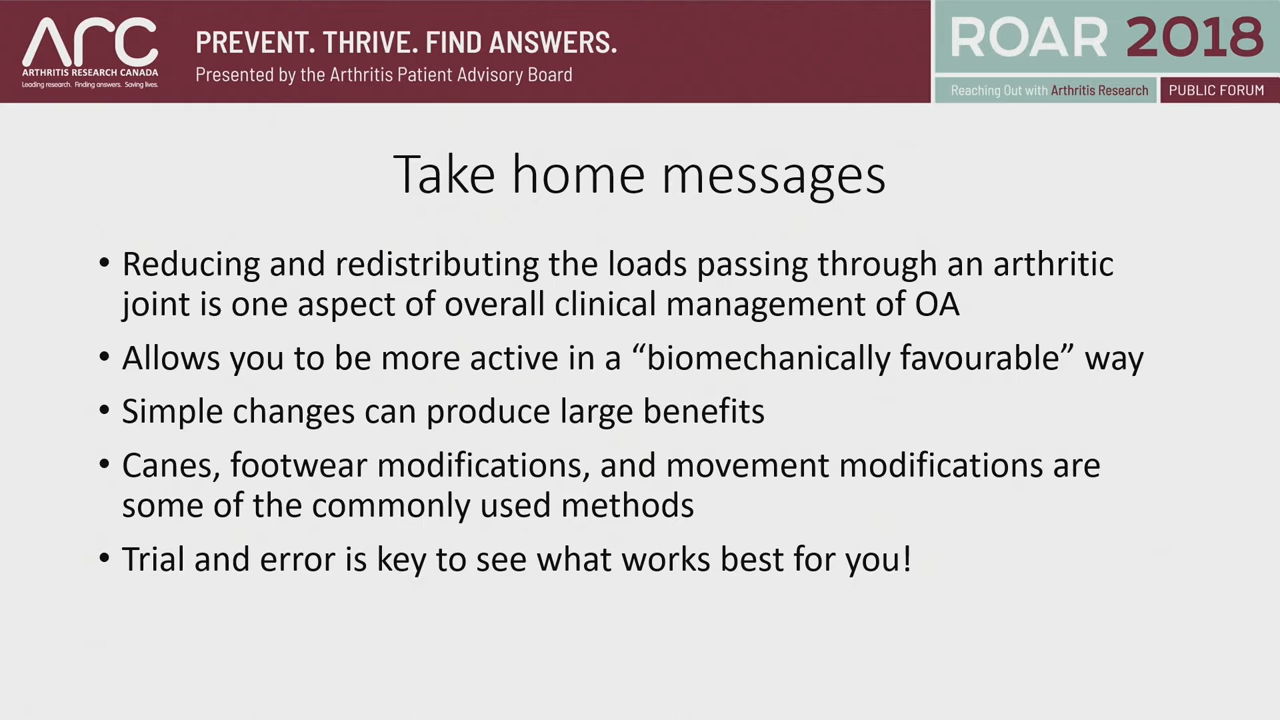 ARC
ARTHRITIS RESEARCH CANADA
Leading research. Finding answers. Saving lives.
PREVENT. THRIVE. FIND ANSWERS.
Presented by the Arthritis Patient Advisory Board
ROAR 2018
Reaching Out with Arthritis Research
PUBLIC FORUM
Take home messages
• Reducing and redistributing the loads passing through an arthritic
joint is one aspect of overall clinical management of OA
• Allows you to be more active in a “biomechanically favourable” way
• Simple changes can produce large benefits
• Canes, footwear modifications, and movement modifications are
some of the commonly used methods
• Trial and error is key to see what works best for you!